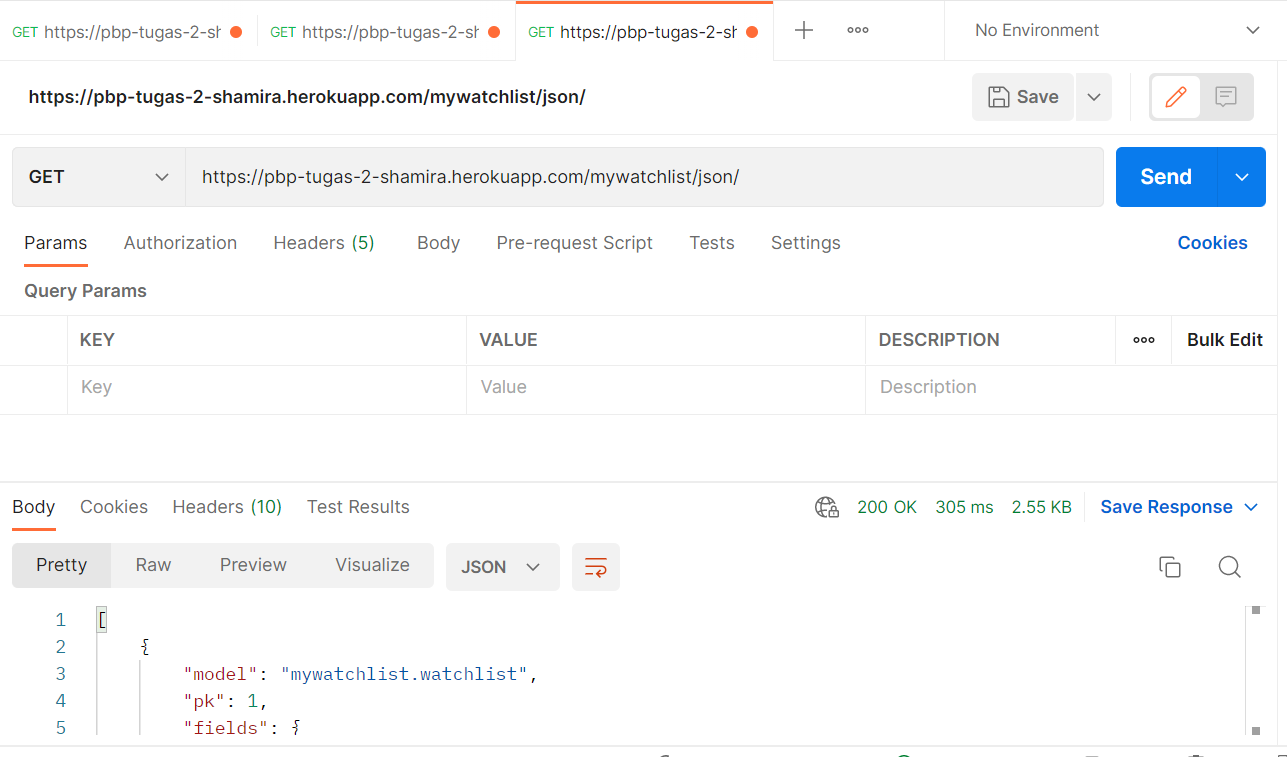 GET https://pbp-tugas-2-sh GET https://pbp-tugas-2-sh GET https://pbp-tugas-2-sh No Environment
https://pbp-tugas-2-shamira.herokuapp.com/mywatchlist/json/ Save
GET https://pbp-tugas-2-shamira.herokuapp.com/mywatchlist/json/ Send
Params Authorization Headers (5) Body Pre-request Script Tests Settings Cookies
Query Params
KEY VALUE DESCRIPTION Bulk Edit
Key Value Description
Body Cookies Headers (10) Test Results 200 OK 305 ms 2.55 KB Save Response
Pretty Raw Preview Visualize JSON
1 [
2 {
3 "model": "mywatchlist.watchlist",
4 "pk": 1,
5 "fields": {